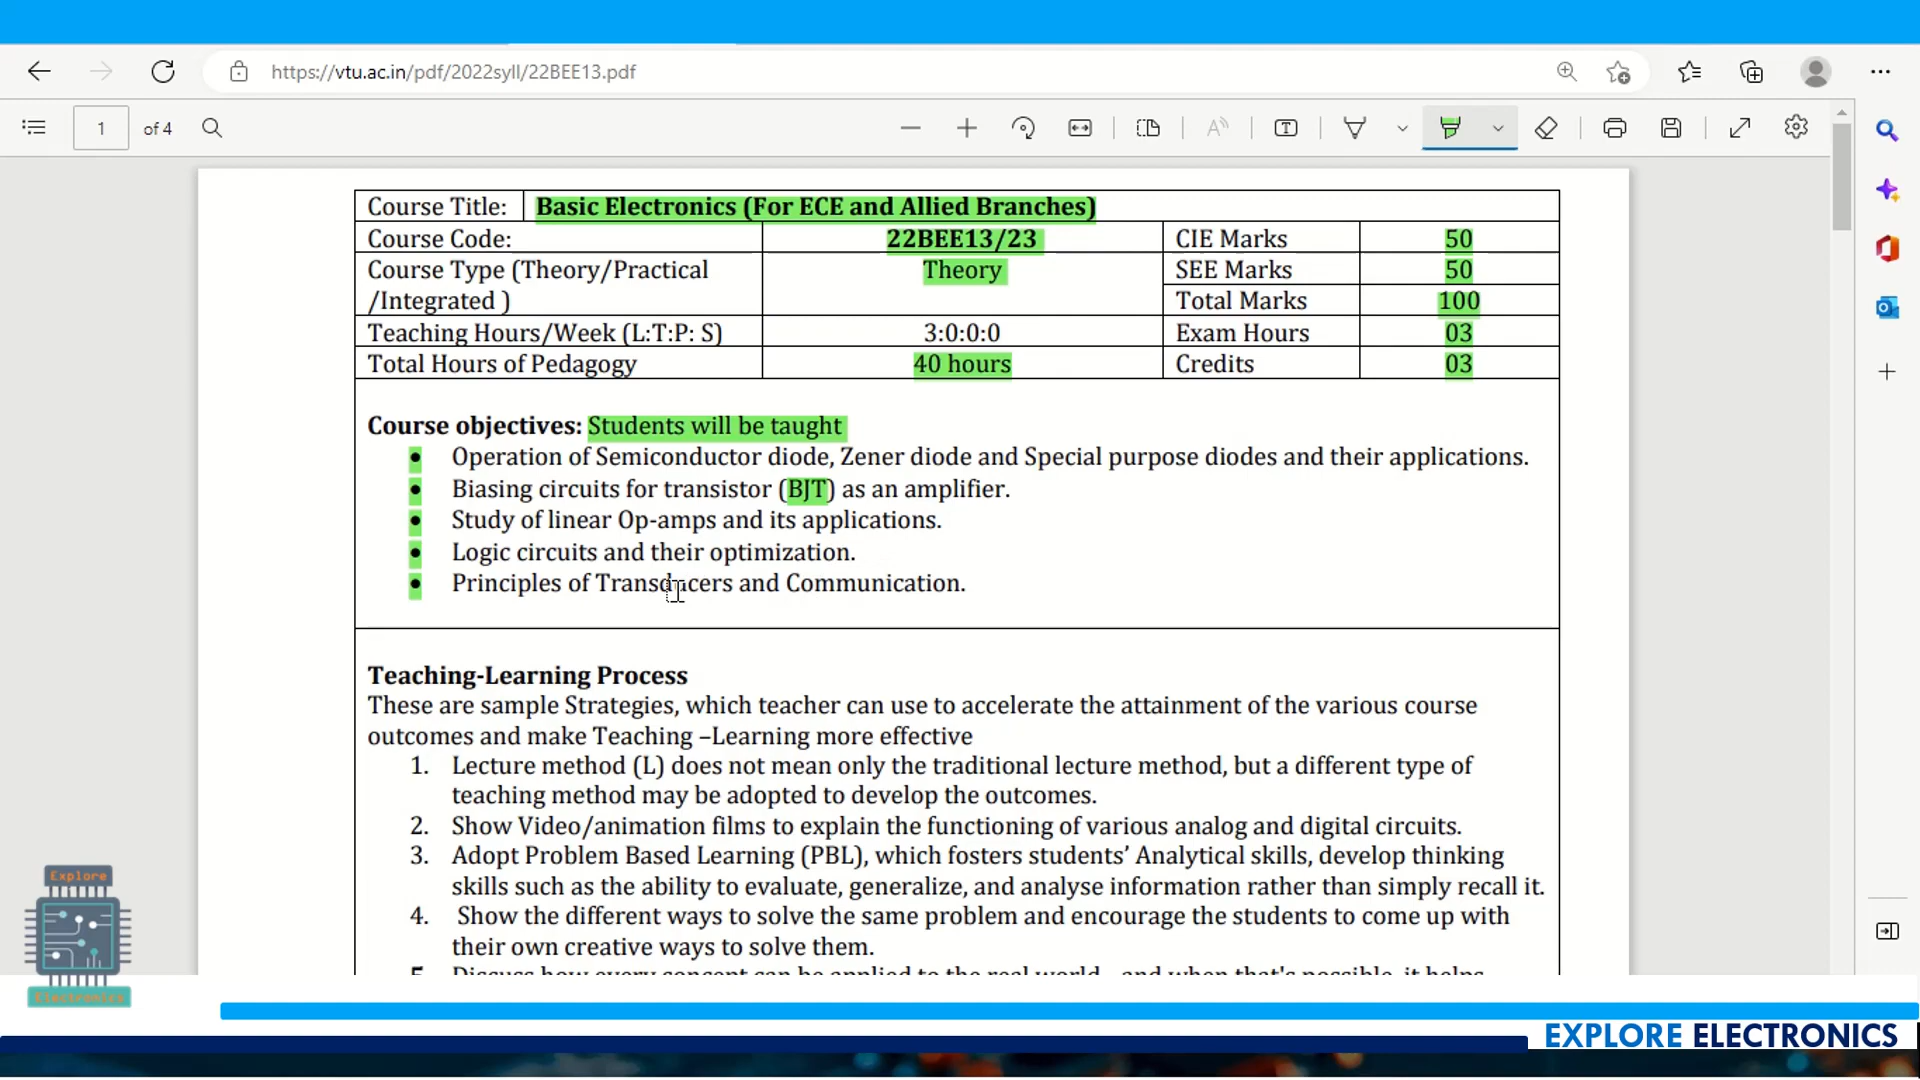 https://vtu.ac.in/pdf/2022syll/22BEE13.pdf
1 of 4
Course Title: Basic Electronics (For ECE and Allied Branches)
Course Code: 22BEE13/23 CIE Marks 50
Course Type (Theory/Practical Theory SEE Marks 50
/Integrated ) Total Marks 100
Teaching Hours/Week (L:T:P: S) 3:0:0:0 Exam Hours 03
Total Hours of Pedagogy 40 hours Credits 03
Course objectives: Students will be taught
• Operation of Semiconductor diode, Zener diode and Special purpose diodes and their applications.
• Biasing circuits for transistor (BJT) as an amplifier.
• Study of linear Op-amps and its applications.
• Logic circuits and their optimization.
• Principles of Transducers and Communication.
Teaching-Learning Process
These are sample Strategies, which teacher can use to accelerate the attainment of the various course
outcomes and make Teaching –Learning more effective
1. Lecture method (L) does not mean only the traditional lecture method, but a different type of
teaching method may be adopted to develop the outcomes.
2. Show Video/animation films to explain the functioning of various analog and digital circuits.
3. Adopt Problem Based Learning (PBL), which fosters students’ Analytical skills, develop thinking
skills such as the ability to evaluate, generalize, and analyse information rather than simply recall it.
4. Show the different ways to solve the same problem and encourage the students to come up with
their own creative ways to solve them.
5. Discuss how every concept can be applied to the real world - and when that's possible, it helps
Explore
Electronics
EXPLORE ELECTRONICS